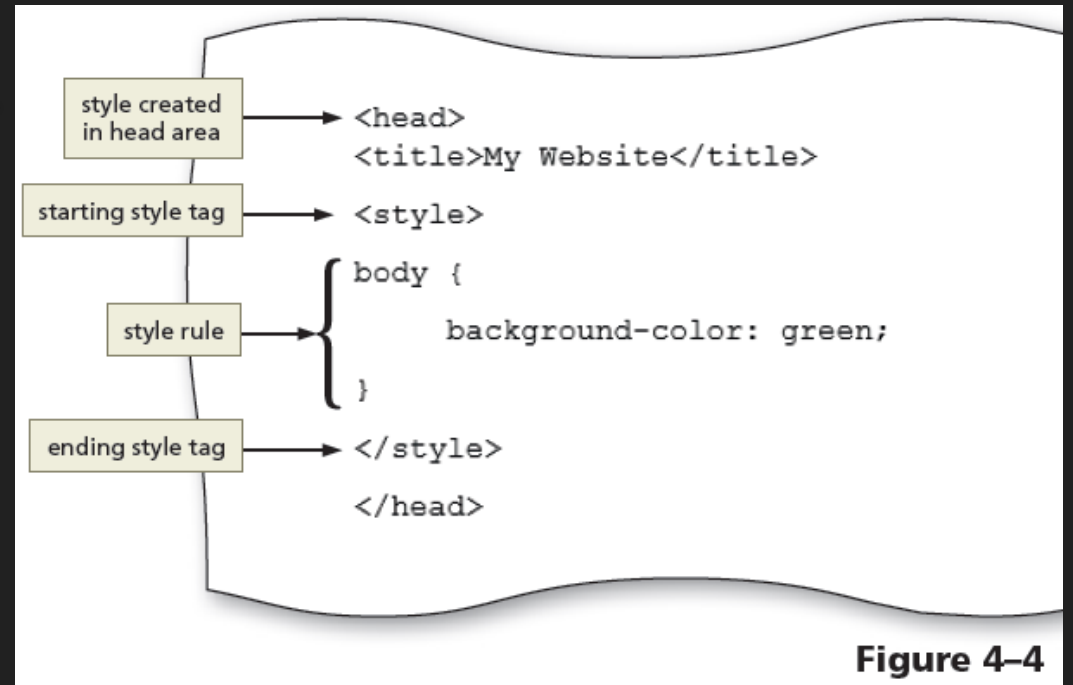 style created
in head area
<head>
<title>My Website</title>
starting style tag
<style>
body {
style rule
background-color: green;
}
ending style tag
</style>
</head>
Figure 4–4